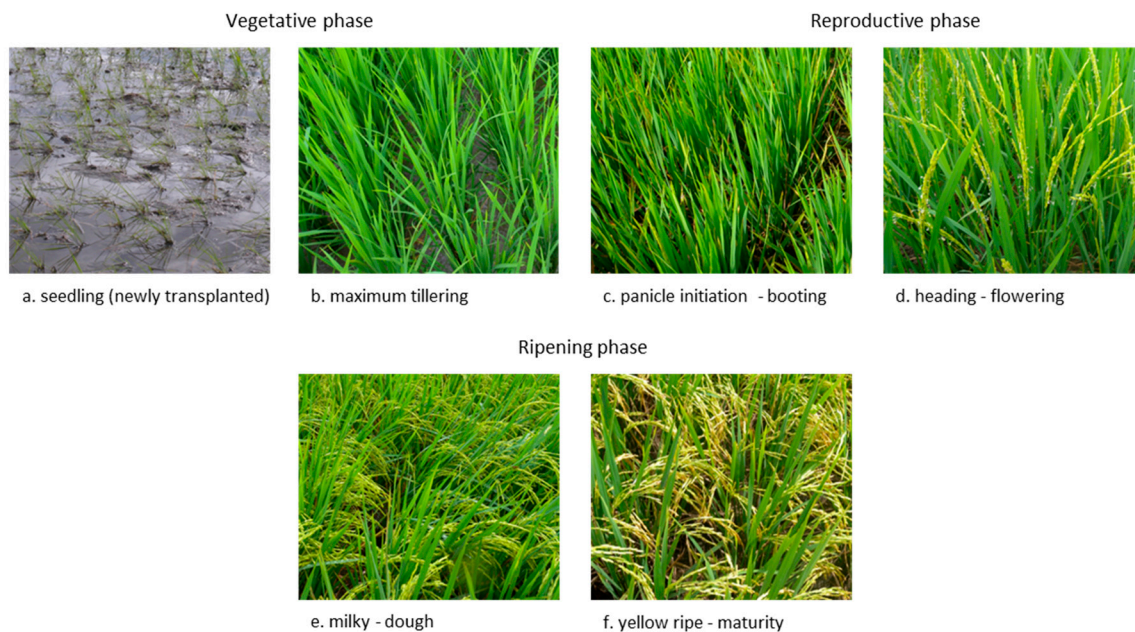 Vegetative phase
Reproductive phase
a. seedling (newly transplanted)
b. maximum tillering
c. panicle initiation - booting
d. heading - flowering
Ripening phase
e. milky - dough
f. yellow ripe - maturity